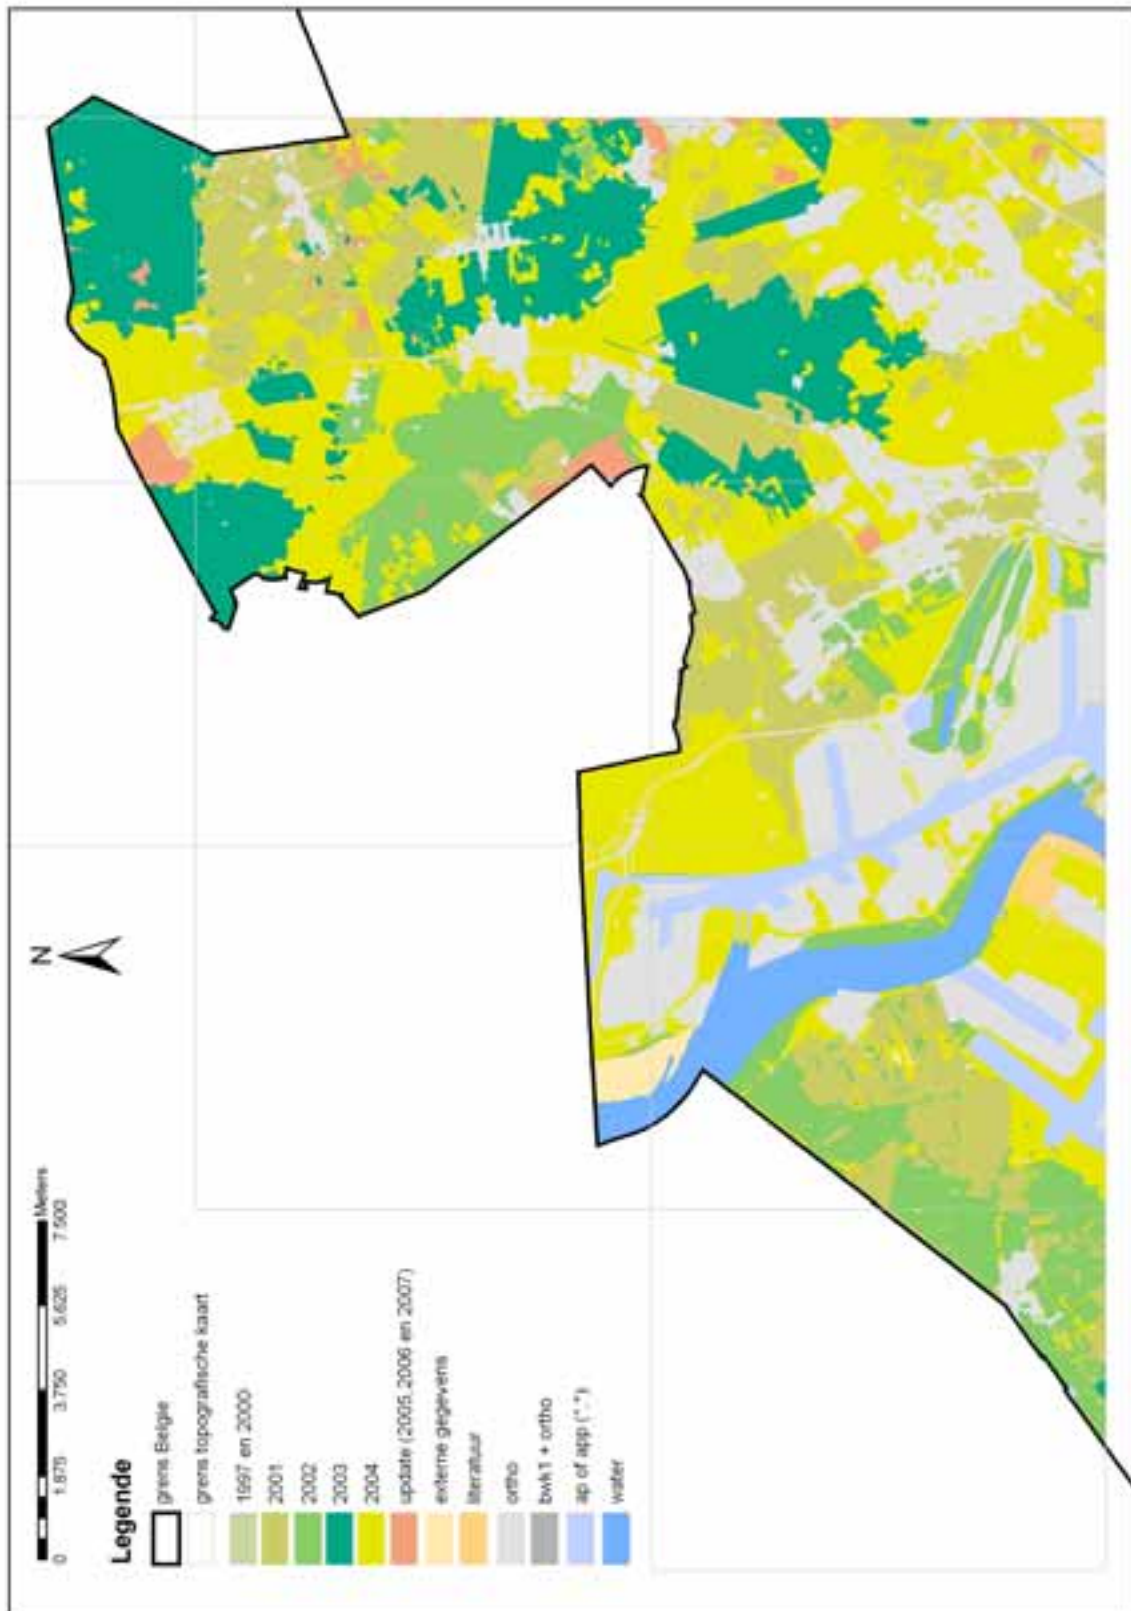 N
Meters
0 1.875 3.750 5.625 7.500
Legende
grens Belgie
grens topografische kaart
1997 en 2000
2001
2002
2003
2004
update (2005,2006 en 2007)
externe gegevens
literatuur
ortho
bwk1 + ortho
ap of app (*,*)
water